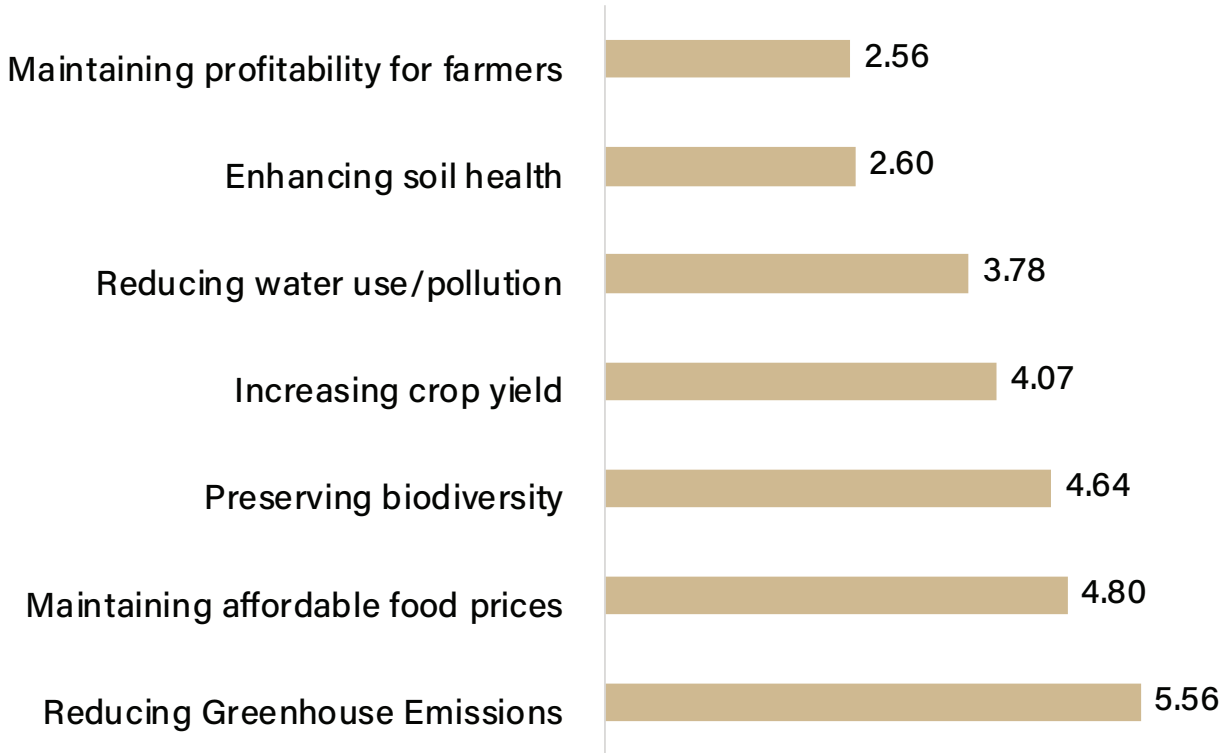 Maintaining profitability for farmers 2.56
Enhancing soil health 2.60
Reducing water use/pollution 3.78
Increasing crop yield 4.07
Preserving biodiversity 4.64
Maintaining affordable food prices 4.80
Reducing Greenhouse Emissions 5.56